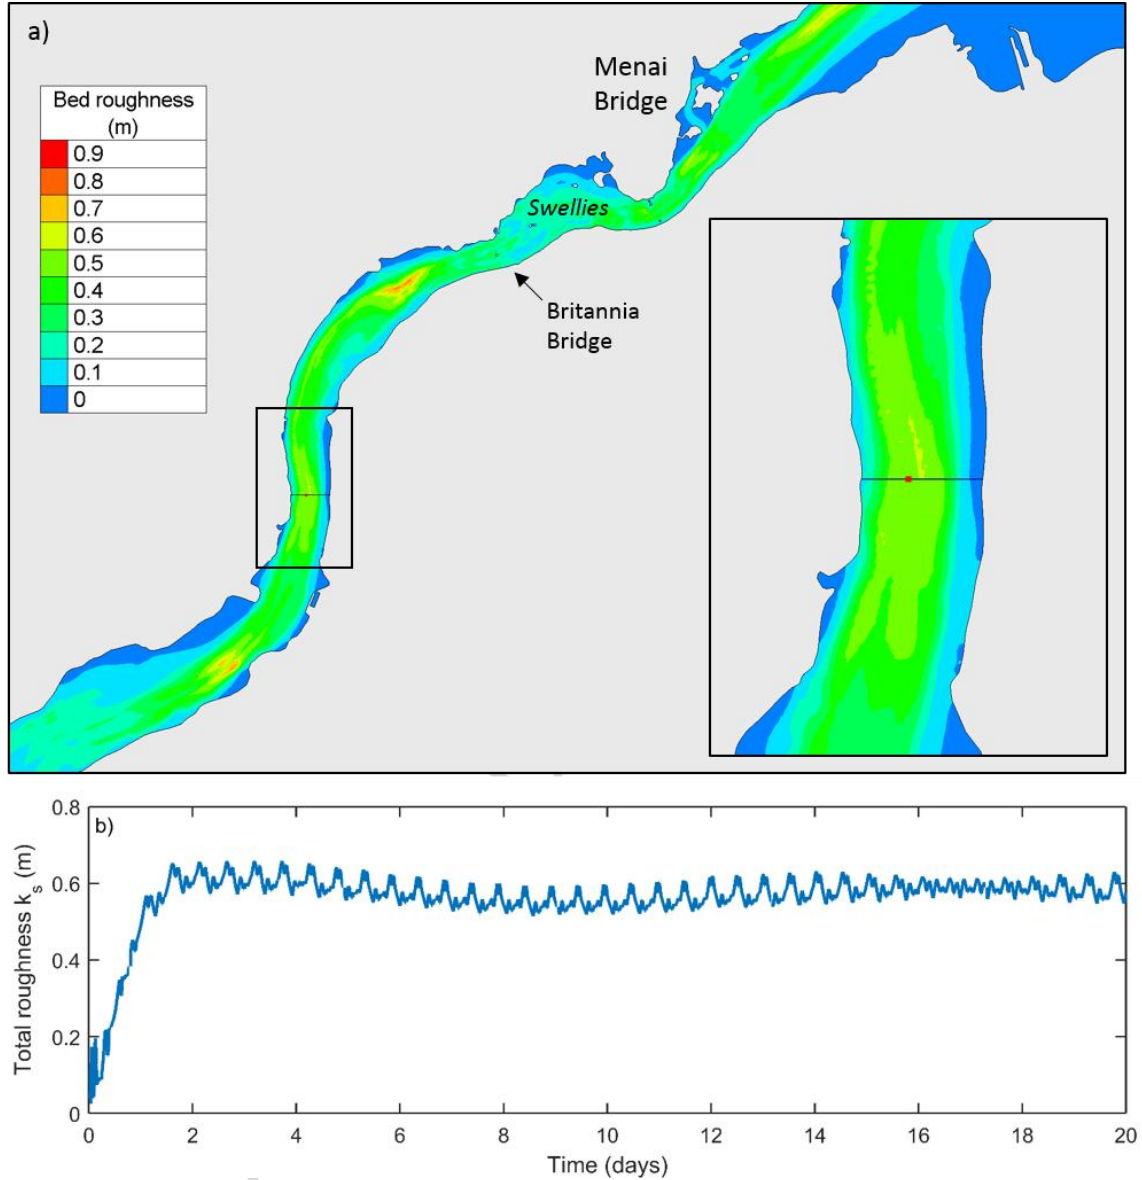 a)
Menai
Bridge
Bed roughness
(m)
0.9
0.8
0.7
0.6
0.5
0.4
0.3
0.2
0.1
0
Swellies
Britannia
Bridge
b)
Total roughness k_s (m)
0.8
0.6
0.4
0.2
0
0 2 4 6 8 10 12 14 16 18 20
Time (days)